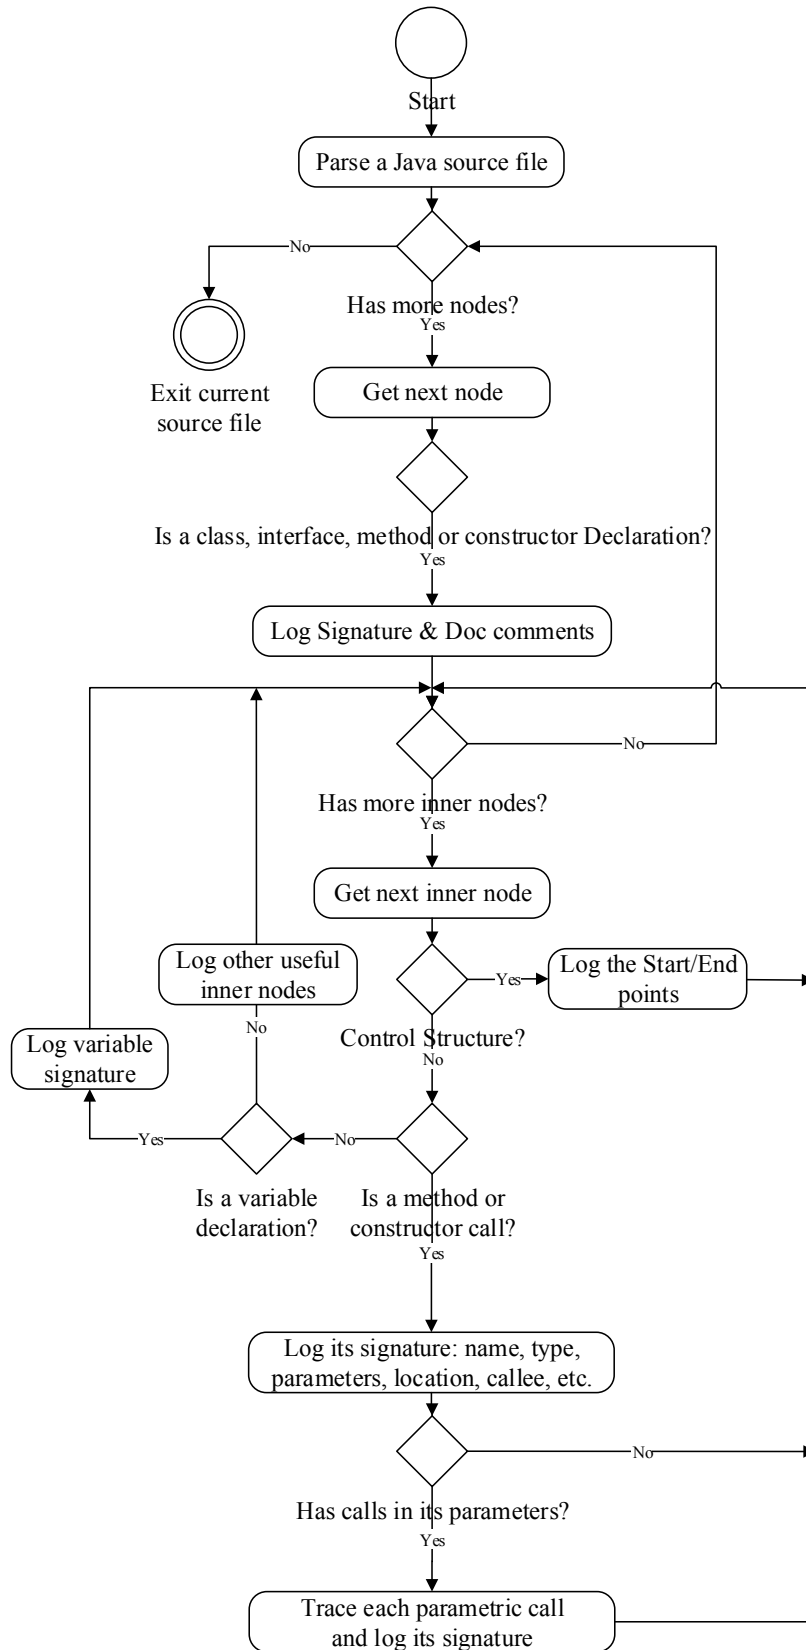 Start
Parse a Java source file
No
Has more nodes?
Yes
Get next node
Exit current
source file
Is a class, interface, method or constructor Declaration?
Yes
Log Signature & Doc comments
No
Has more inner nodes?
Yes
Get next inner node
Log other useful
inner nodes
Yes
Log the Start/End
points
No
Control Structure?
No
Log variable
signature
Yes
No
Is a variable
declaration?
Is a method or
constructor call?
Yes
Log its signature: name, type,
parameters, location, callee, etc.
No
Has calls in its parameters?
Yes
Trace each parametric call
and log its signature